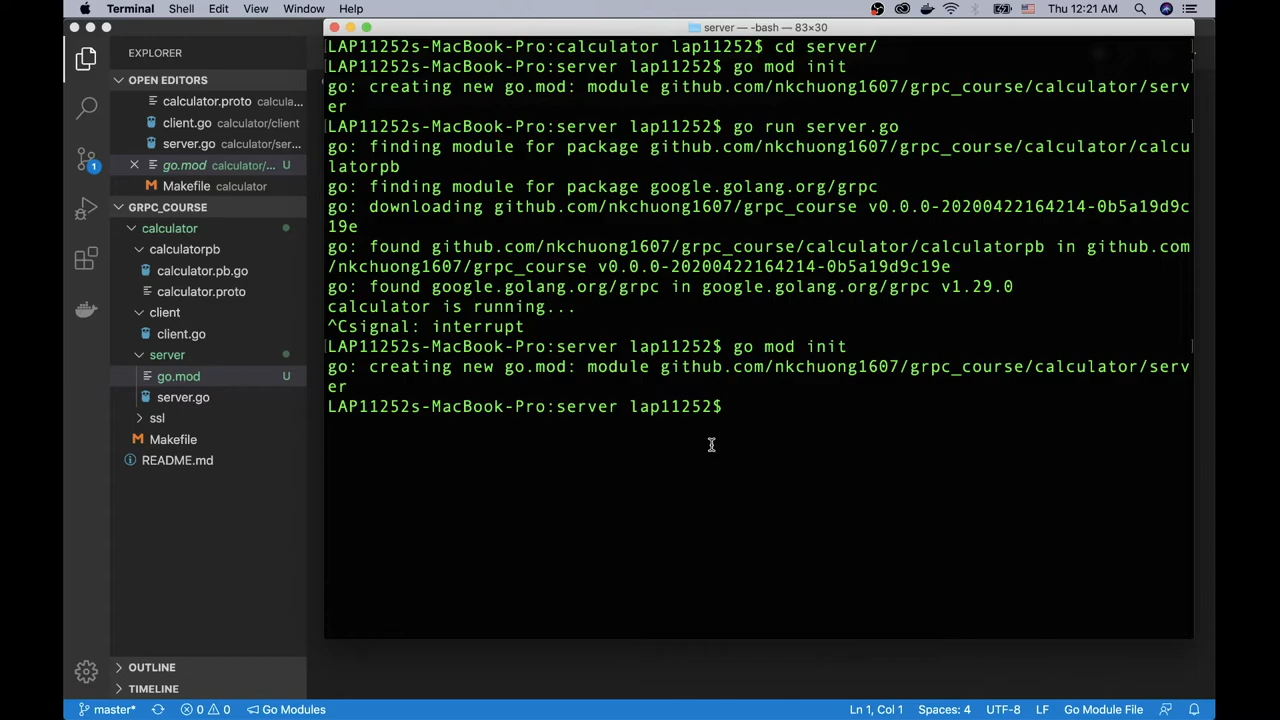 Terminal Shell Edit View Window Help Thu 12:21 AM
server — -bash — 83×30
EXPLORER
OPEN EDITORS
calculator.proto calcula...
client.go calculator/client
server.go calculator/ser...
go.mod calculator/... U
Makefile calculator
GRPC_COURSE
calculator
calculatorpb
calculator.pb.go
calculator.proto
client
client.go
server
go.mod U
server.go
ssl
Makefile
README.md
OUTLINE
TIMELINE
1
LAP11252s-MacBook-Pro:calculator lap11252$ cd server/
LAP11252s-MacBook-Pro:server lap11252$ go mod init
go: creating new go.mod: module github.com/nkchuong1607/grpc_course/calculator/serv
er
LAP11252s-MacBook-Pro:server lap11252$ go run server.go
go: finding module for package github.com/nkchuong1607/grpc_course/calculator/calcu
latorpb
go: finding module for package google.golang.org/grpc
go: downloading github.com/nkchuong1607/grpc_course v0.0.0-20200422164214-0b5a19d9c
19e
go: found github.com/nkchuong1607/grpc_course/calculator/calculatorpb in github.com
/nkchuong1607/grpc_course v0.0.0-20200422164214-0b5a19d9c19e
go: found google.golang.org/grpc in google.golang.org/grpc v1.29.0
calculator is running...
^Csignal: interrupt
LAP11252s-MacBook-Pro:server lap11252$ go mod init
go: creating new go.mod: module github.com/nkchuong1607/grpc_course/calculator/serv
er
LAP11252s-MacBook-Pro:server lap11252$
master* 0 0 Go Modules Ln 1, Col 1 Spaces: 4 UTF-8 LF Go Module File